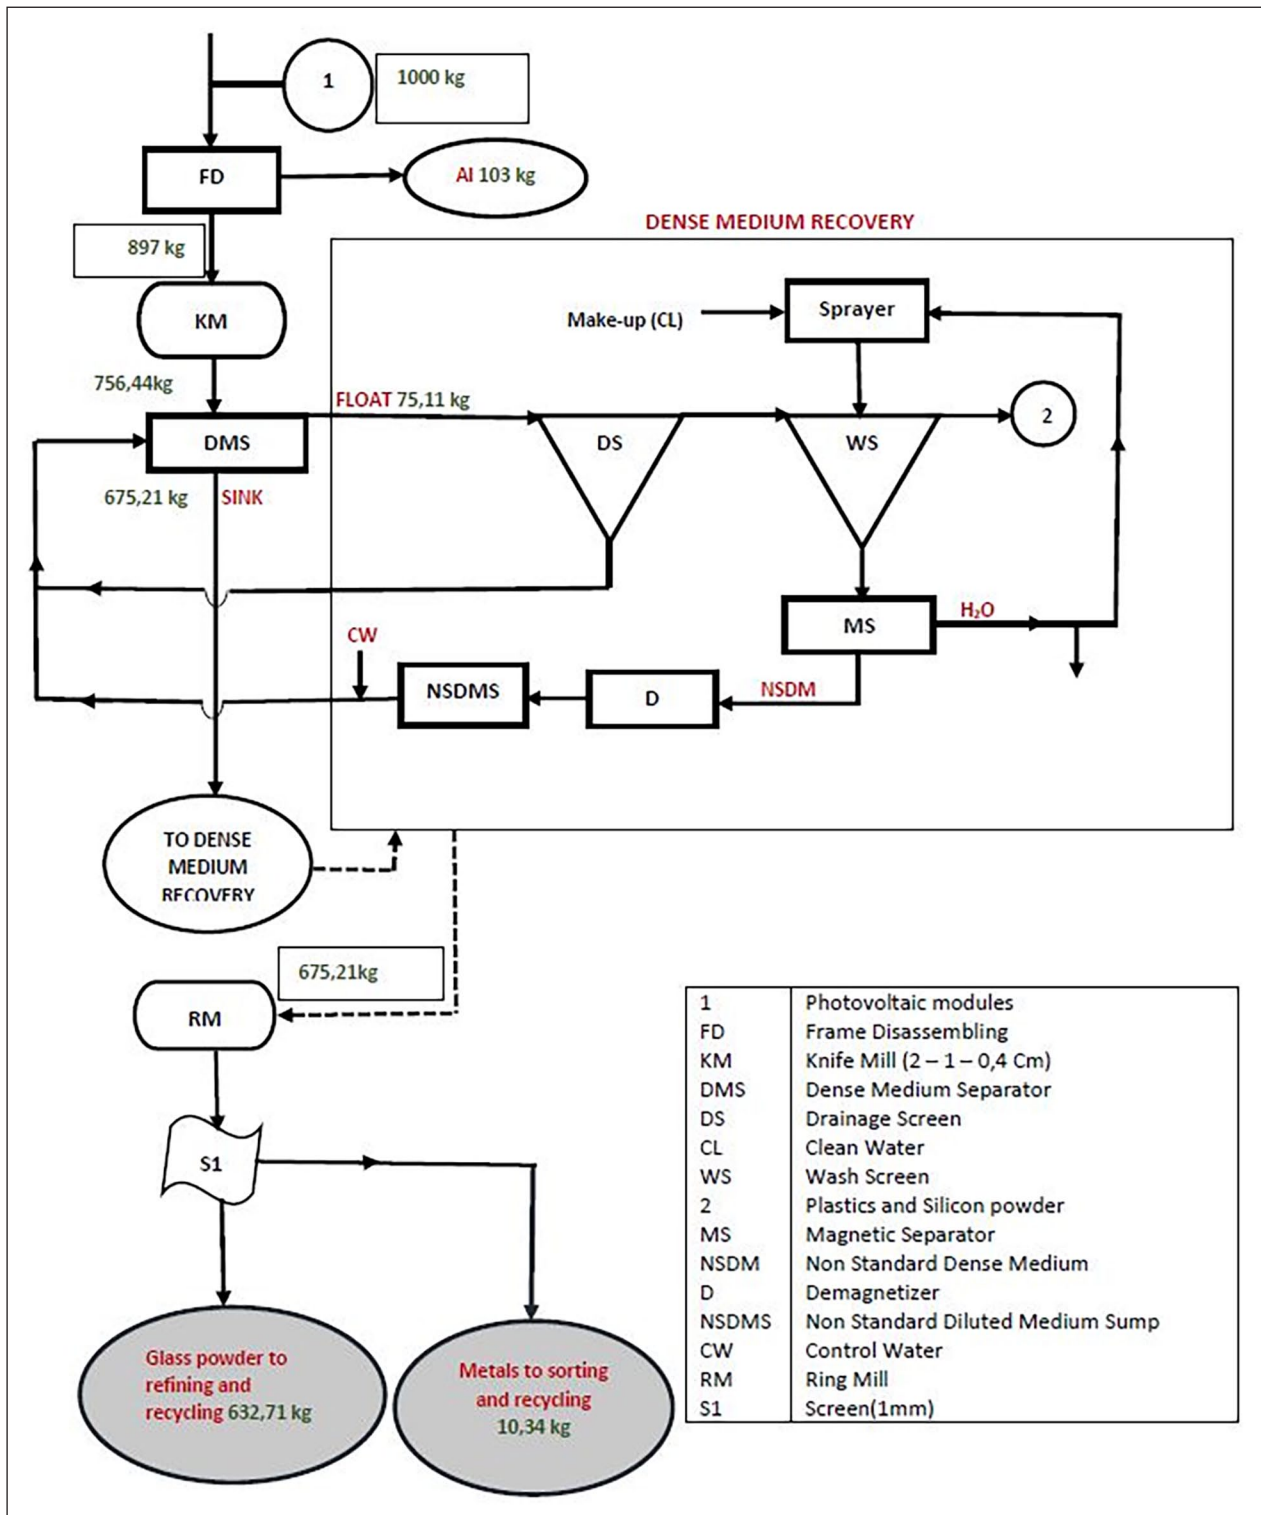 1
1000 kg
FD
Al 103 kg
897 kg
DENSE MEDIUM RECOVERY
KM
Make-up (CL)
Sprayer
756,44kg
FLOAT 75,11 kg
DMS
DS
WS
2
675,21 kg
SINK
MS
H₂O
CW
NSDMS
D
NSDM
TO DENSE
MEDIUM
RECOVERY
675,21kg
RM
S1
Glass powder to
refining and
recycling 632,71 kg
Metals to sorting
and recycling
10,34 kg
1 Photovoltaic modules
FD Frame Disassembling
KM Knife Mill (2 – 1 – 0,4 Cm)
DMS Dense Medium Separator
DS Drainage Screen
CL Clean Water
WS Wash Screen
2 Plastics and Silicon powder
MS Magnetic Separator
NSDM Non Standard Dense Medium
D Demagnetizer
NSDMS Non Standard Diluted Medium Sump
CW Control Water
RM Ring Mill
S1 Screen(1mm)